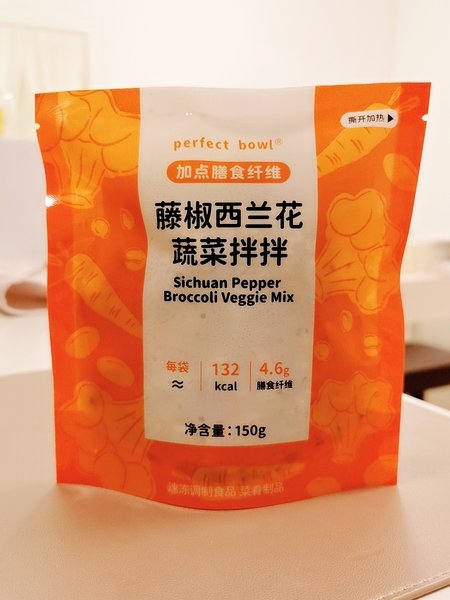 撕开加热
perfect bowl®
加点膳食纤维
藤椒西兰花
蔬菜拌拌
Sichuan Pepper
Broccoli Veggie Mix
每袋 132 4.6g
≈ kcal 膳食纤维
净含量：150g
速冻调制食品 菜肴制品